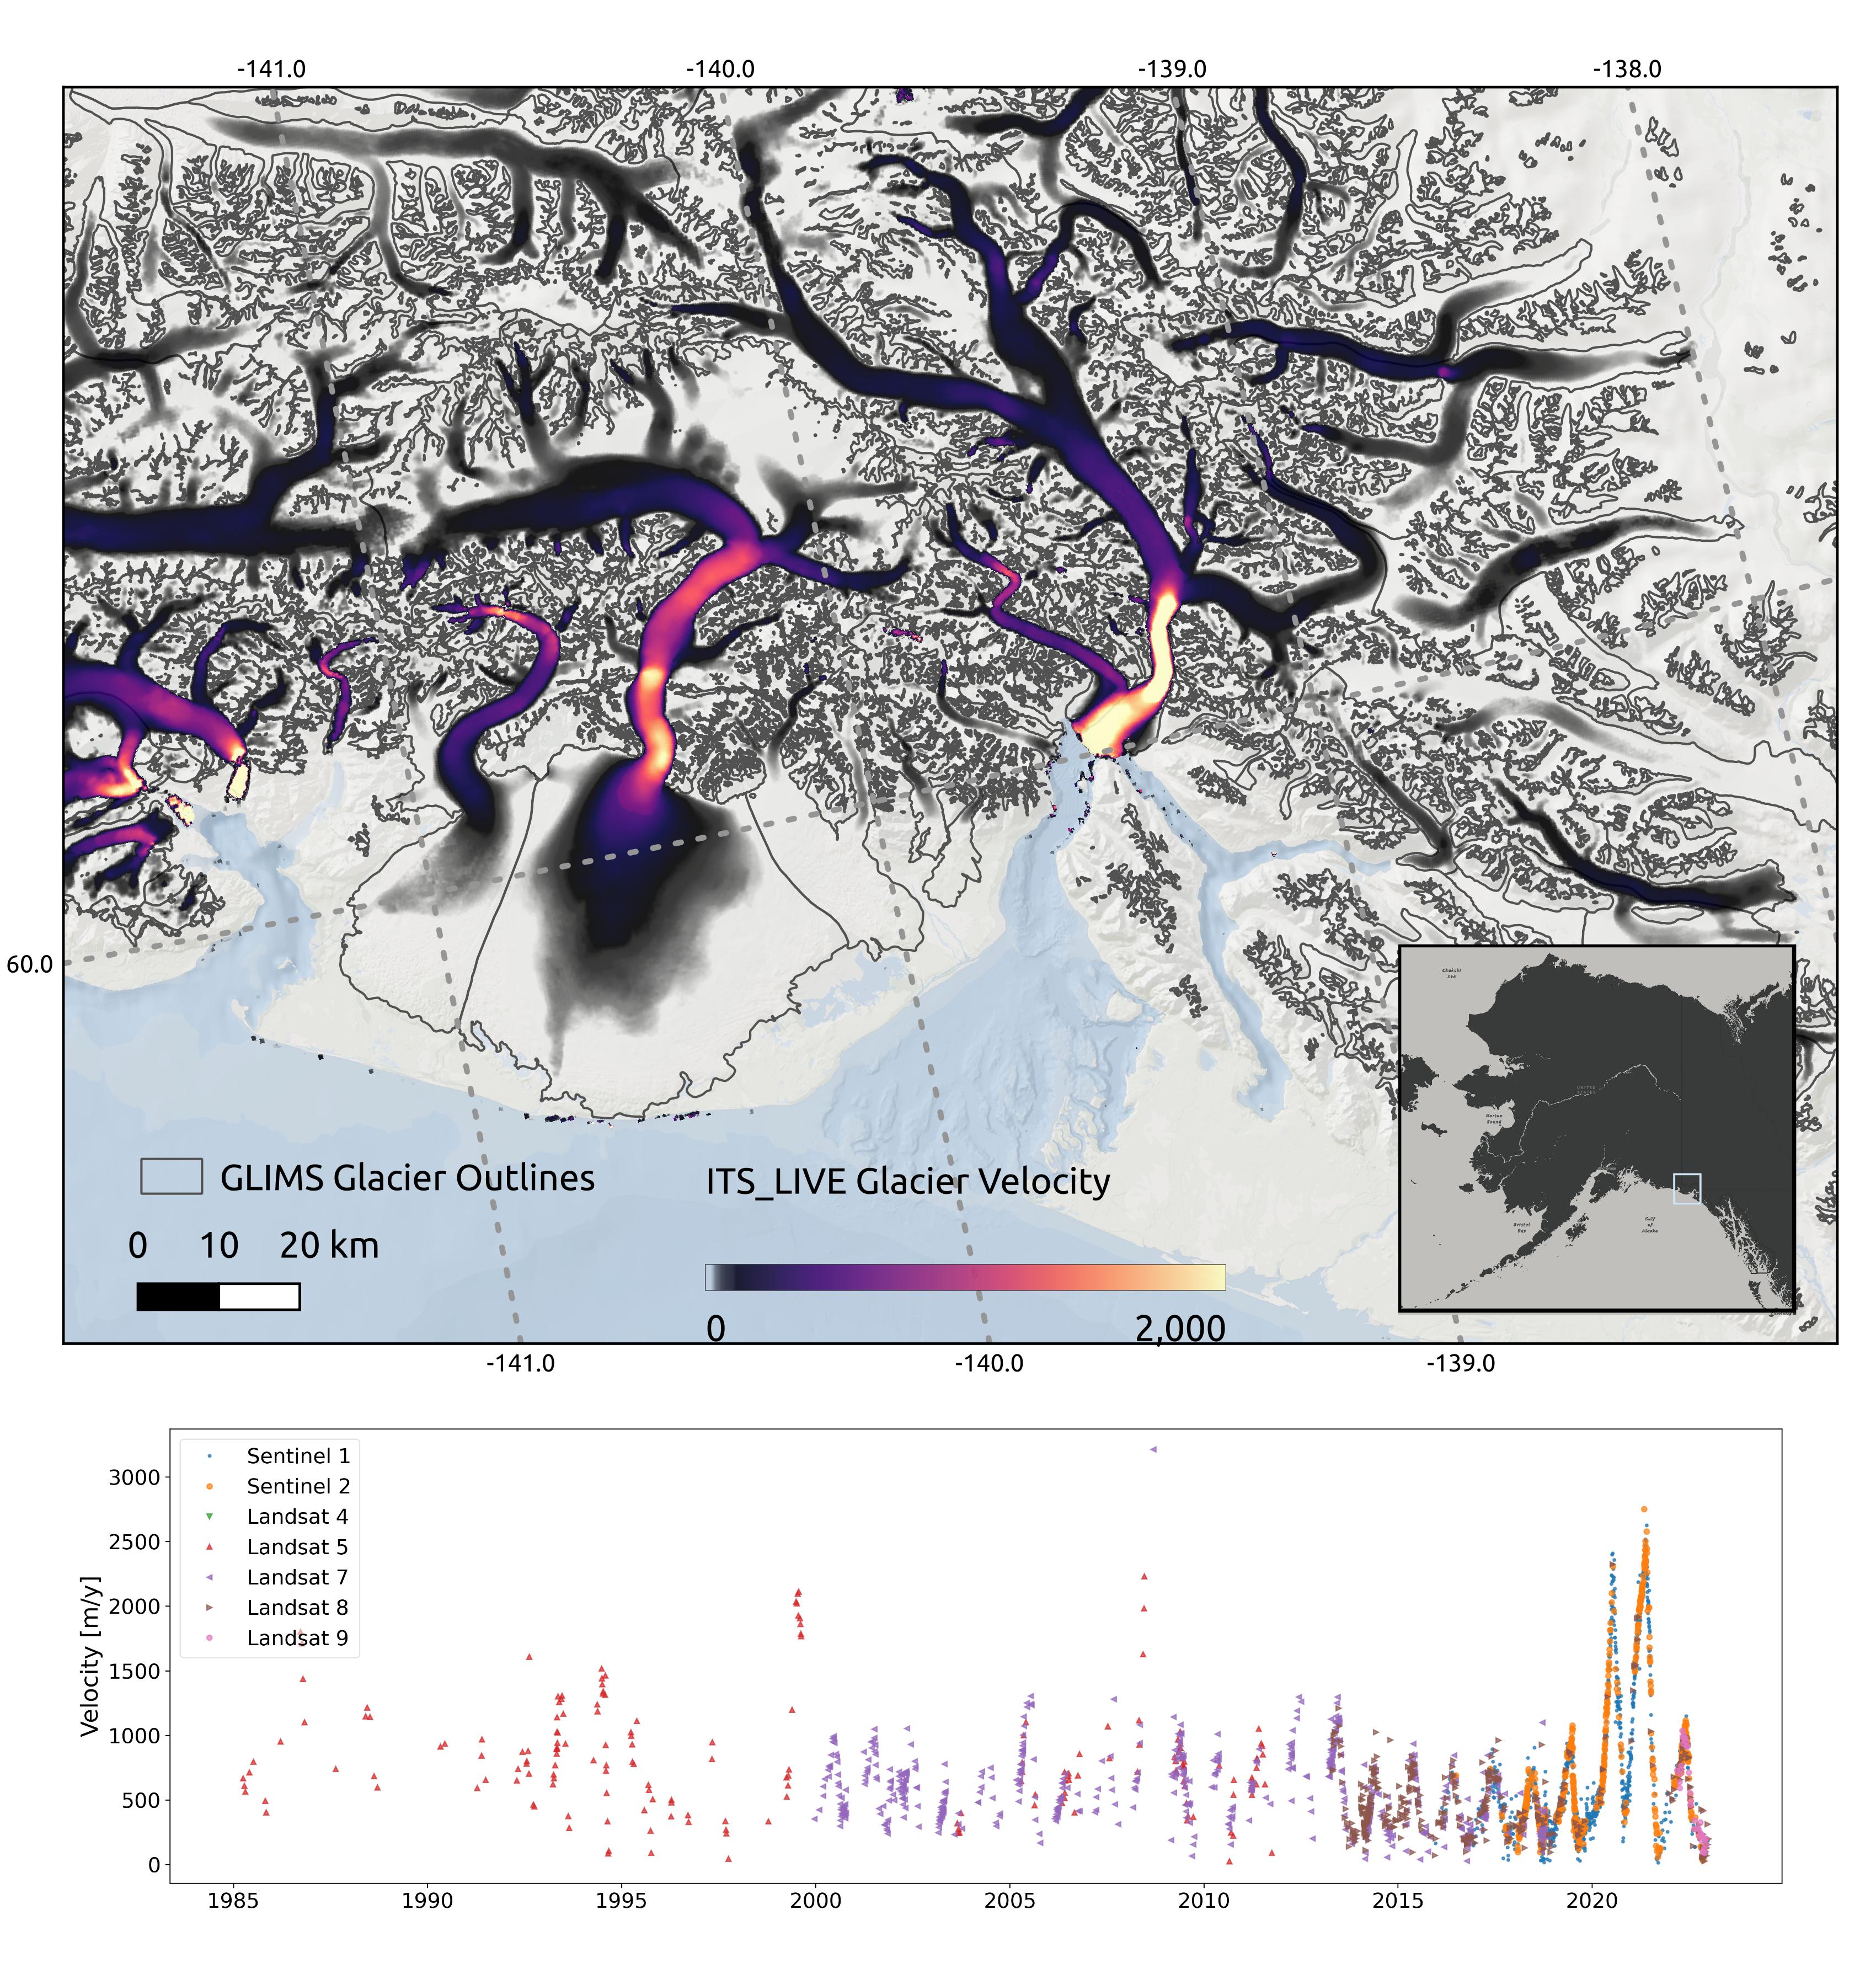 -141.0 -140.0 -139.0 -138.0
60.0
Chukchi
Sea
UNITED
STATES
Norton
Sound
Bristol
Bay
Gulf
of
Alaska
GLIMS Glacier Outlines
0 10 20 km
ITS_LIVE Glacier Velocity
0 2,000
-141.0 -140.0 -139.0
Velocity [m/y]
3000
2500
2000
1500
1000
500
0
Sentinel 1
Sentinel 2
Landsat 4
Landsat 5
Landsat 7
Landsat 8
Landsat 9
1985 1990 1995 2000 2005 2010 2015 2020